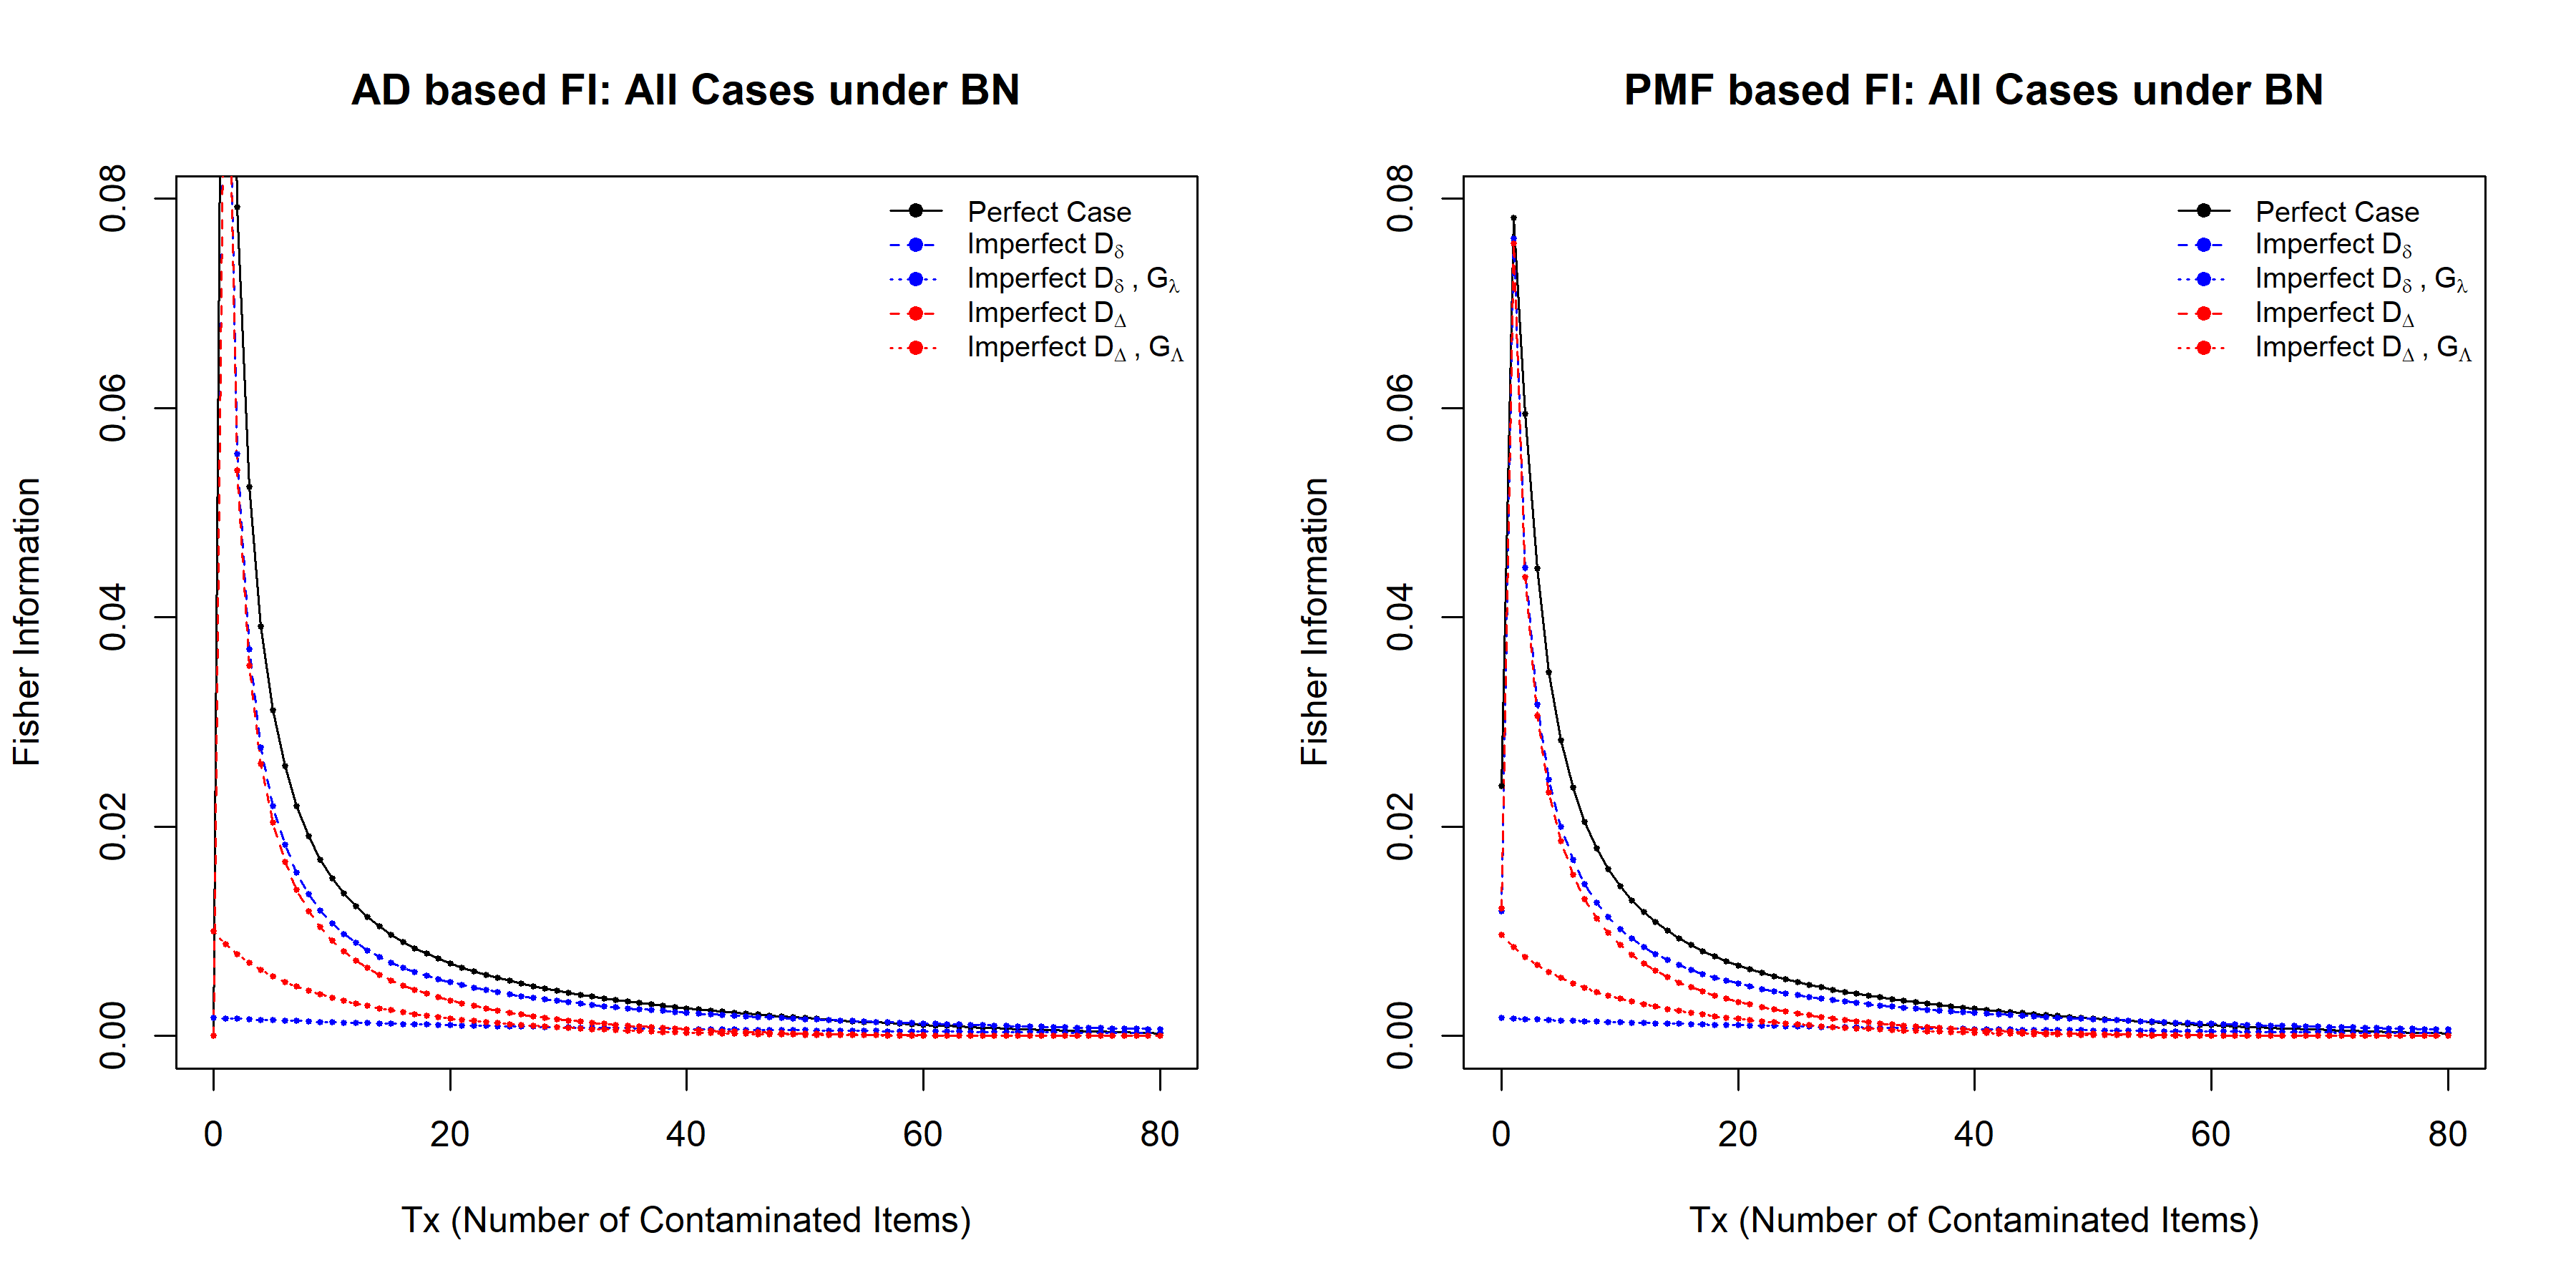 AD based FI: All Cases under BN
Fisher Information
0.00
0.02
0.04
0.06
0.08
Perfect Case
Imperfect Dδ
Imperfect Dδ , Gλ
Imperfect DΔ
Imperfect DΔ , GΛ
0
20
40
60
80
Tx (Number of Contaminated Items)
PMF based FI: All Cases under BN
Fisher Information
0.00
0.02
0.04
0.06
0.08
Perfect Case
Imperfect Dδ
Imperfect Dδ , Gλ
Imperfect DΔ
Imperfect DΔ , GΛ
0
20
40
60
80
Tx (Number of Contaminated Items)